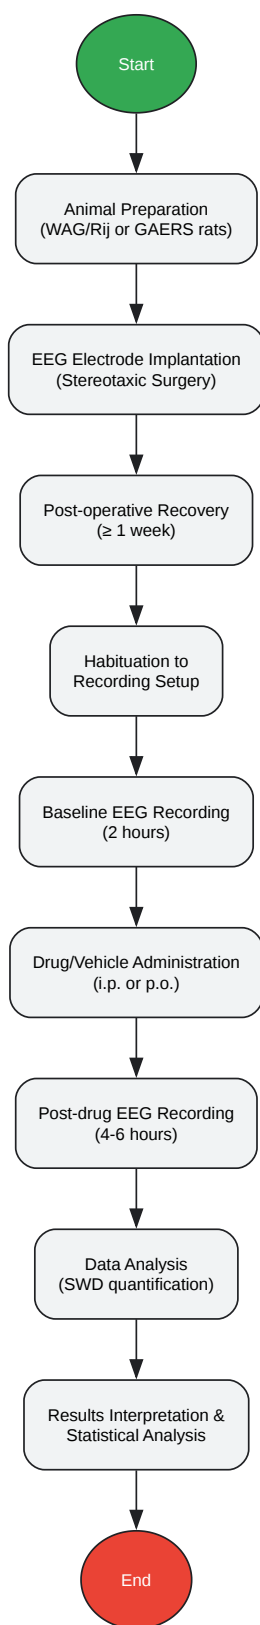 Start
Animal Preparation
(WAG/Rij or GAERS rats)
EEG Electrode Implantation
(Stereotaxic Surgery)
Post-operative Recovery
(≥ 1 week)
Habituation to
Recording Setup
Baseline EEG Recording
(2 hours)
Drug/Vehicle Administration
(i.p. or p.o.)
Post-drug EEG Recording
(4-6 hours)
Data Analysis
(SWD quantification)
Results Interpretation &
Statistical Analysis
End